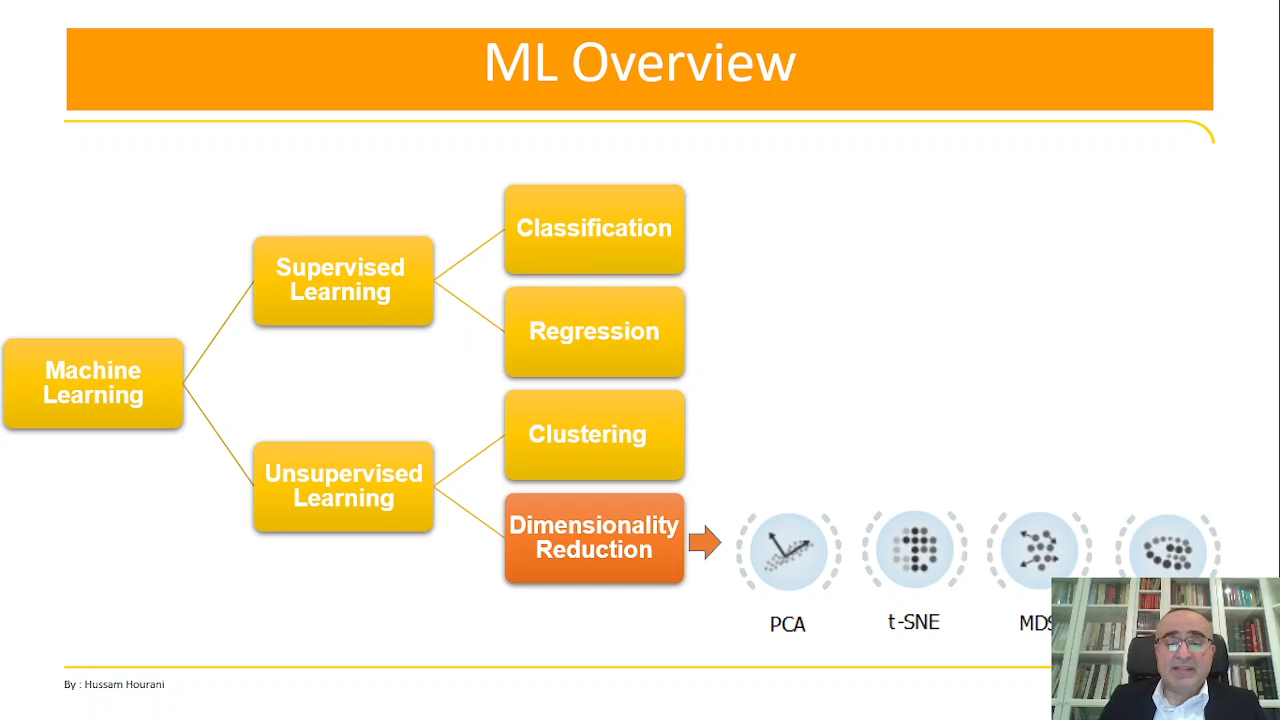 ML Overview
Classification
Supervised
Learning
Regression
Machine
Learning
Clustering
Unsupervised
Learning
Dimensionality
Reduction
PCA
t-SNE
By : Hussam Hourani